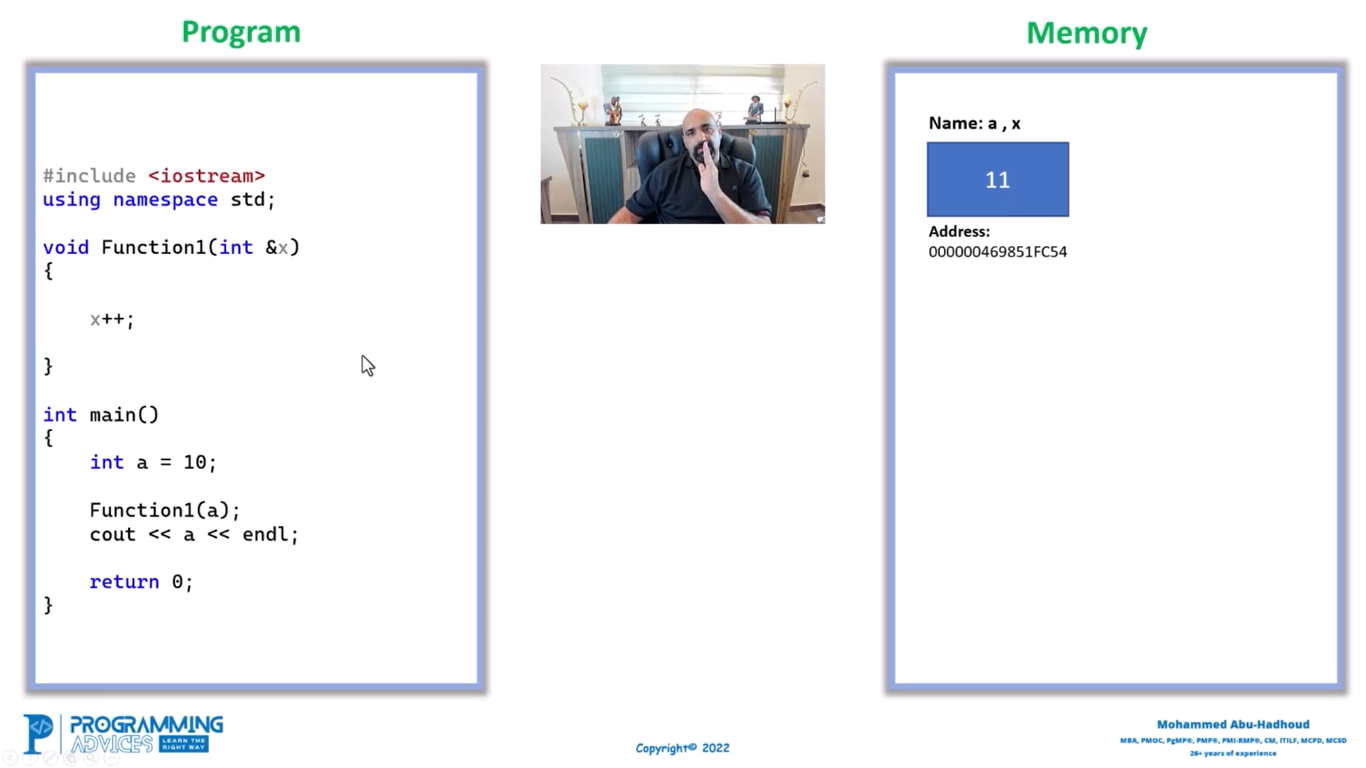 Program
#include <iostream>
using namespace std;
void Function1(int &x)
{
x++;
}
int main()
{
int a = 10;
Function1(a);
cout << a << endl;
return 0;
}
Memory
Name: a , x
11
Address:
000000469851FC54
PROGRAMMING
ADVICES
LEARN THE
RIGHT WAY
Copyright© 2022
Mohammed Abu-Hadhoud
MBA, PMOC, PgMP®, PMP®, PMI-RMP®, CM, ITILF, MCPD, MCSD
26+ years of experience